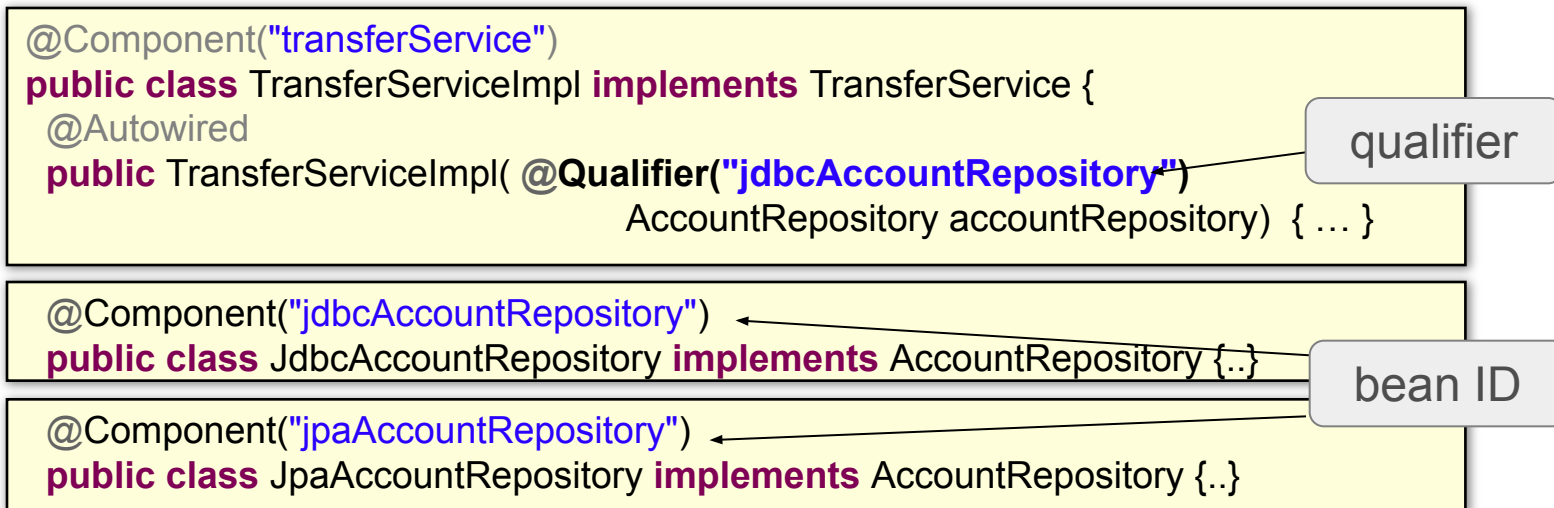 @Component("transferService")
public class TransferServiceImpl implements TransferService {
@Autowired
public TransferServiceImpl( @Qualifier("jdbcAccountRepository")
AccountRepository accountRepository) { … }
qualifier
@Component("jdbcAccountRepository")
public class JdbcAccountRepository implements AccountRepository {..}
bean ID
@Component("jpaAccountRepository")
public class JpaAccountRepository implements AccountRepository {..}